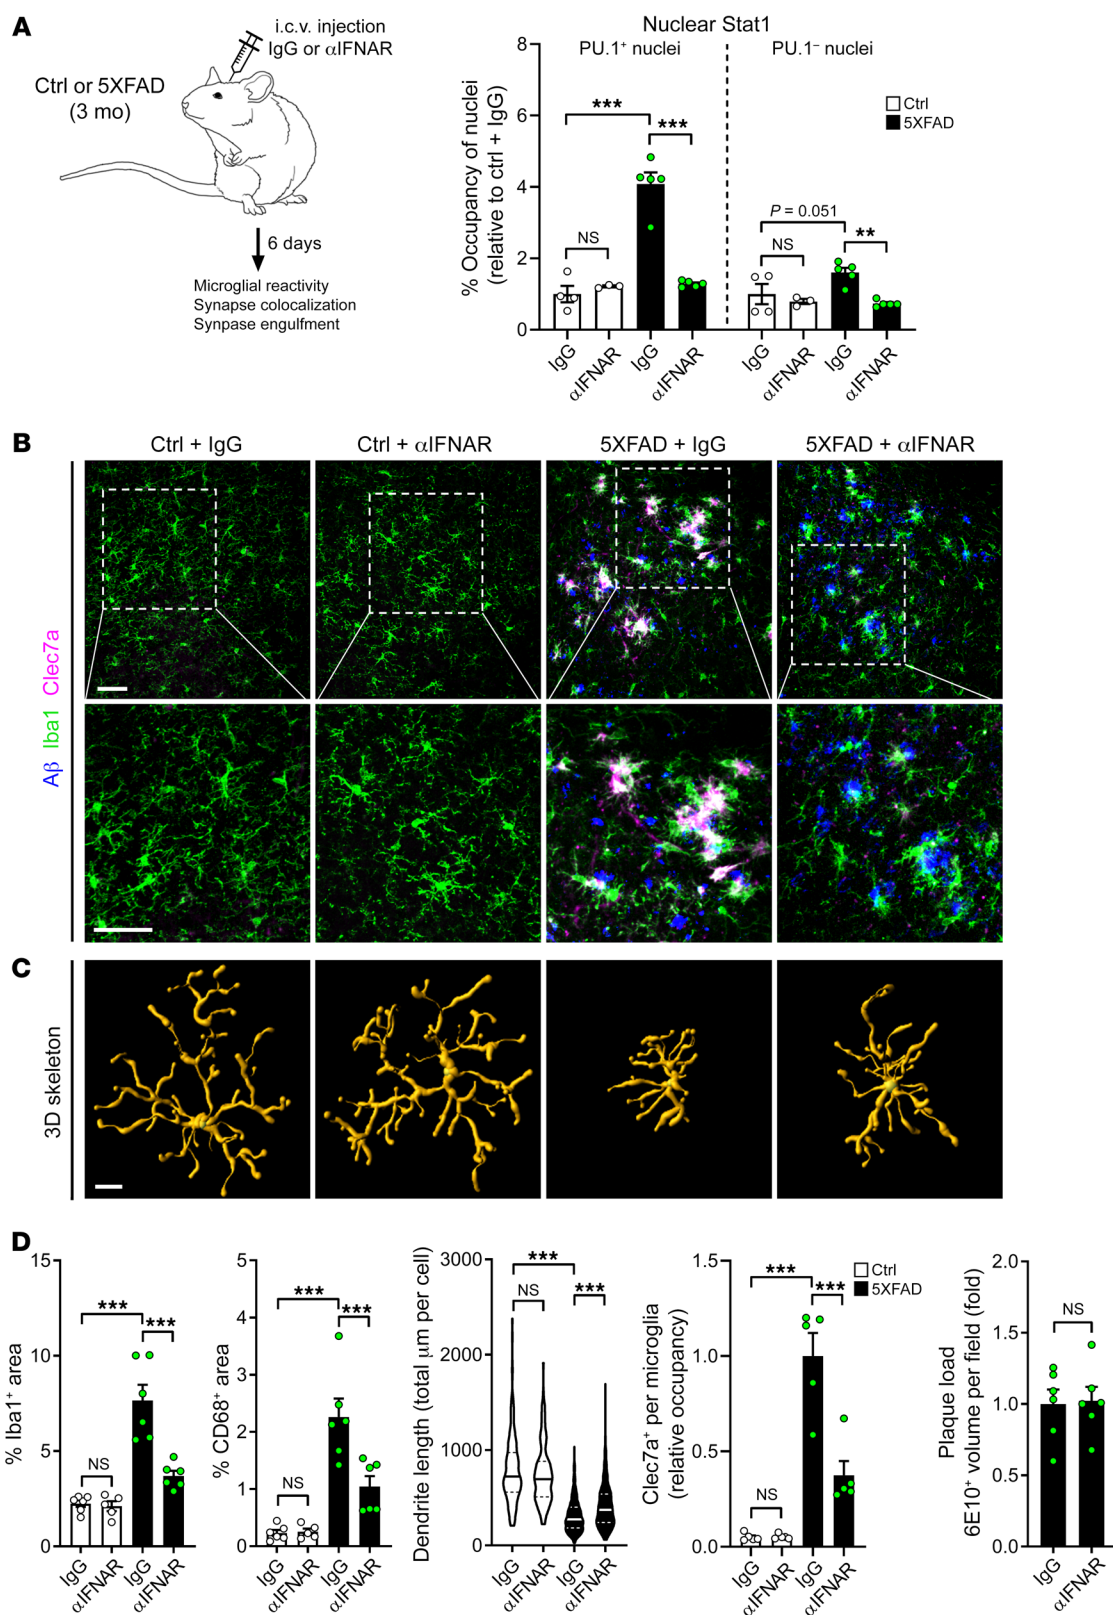 A
i.c.v. injection
IgG or αIFNAR
Ctrl or 5XFAD
(3 mo)
6 days
Microglial reactivity
Synapse colocalization
Synpase engulfment
Nuclear Stat1
PU.1⁺ nuclei
PU.1⁻ nuclei
% Occupancy of nuclei
(relative to ctrl + IgG)
8
6
4
2
0
***
***
NS
P = 0.051
**
NS
Ctrl
5XFAD
IgG
αIFNAR
IgG
αIFNAR
IgG
αIFNAR
IgG
αIFNAR
B
Ctrl + IgG
Ctrl + αIFNAR
5XFAD + IgG
5XFAD + αIFNAR
Aβ Iba1 Clec7a
C
3D skeleton
D
% Iba1⁺ area
15
10
5
0
***
***
NS
IgG
αIFNAR
IgG
αIFNAR
% CD68⁺ area
5
4
3
2
1
0
***
***
NS
IgG
αIFNAR
IgG
αIFNAR
Dendrite length (total μm per cell)
3000
2000
1000
0
***
NS
***
IgG
αIFNAR
IgG
αIFNAR
Clec7a⁺ per microglia
(relative occupancy)
1.5
1.0
0.5
0.0
***
***
NS
Ctrl
5XFAD
IgG
αIFNAR
IgG
αIFNAR
Plaque load
6E10⁺ volume per field (fold)
2.0
1.5
1.0
0.5
0.0
NS
IgG
αIFNAR